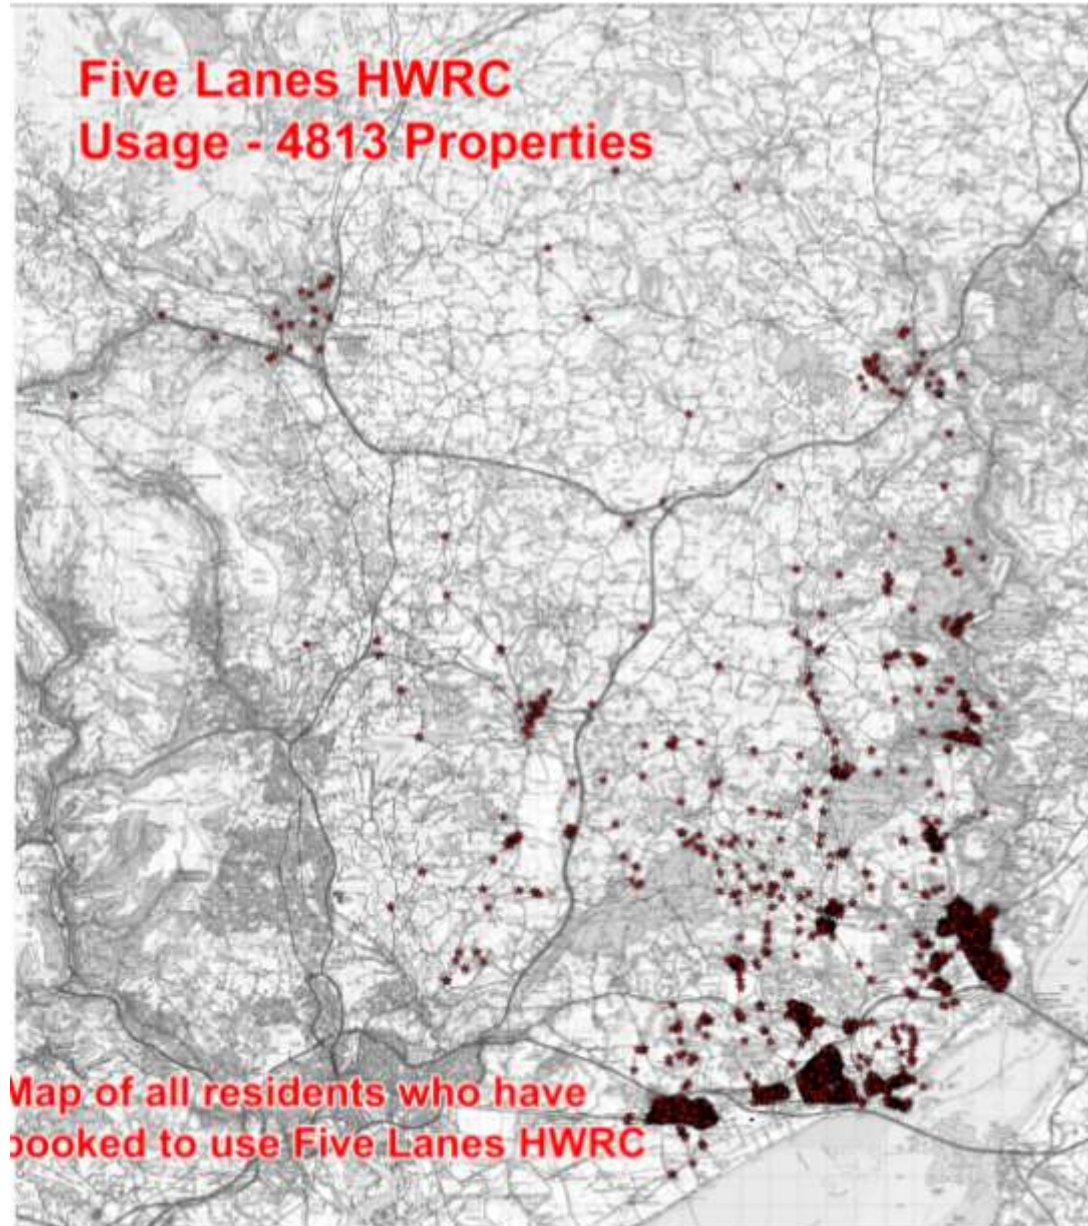 Five Lanes HWRC
Usage - 4813 Properties
Map of all residents who have
booked to use Five Lanes HWRC